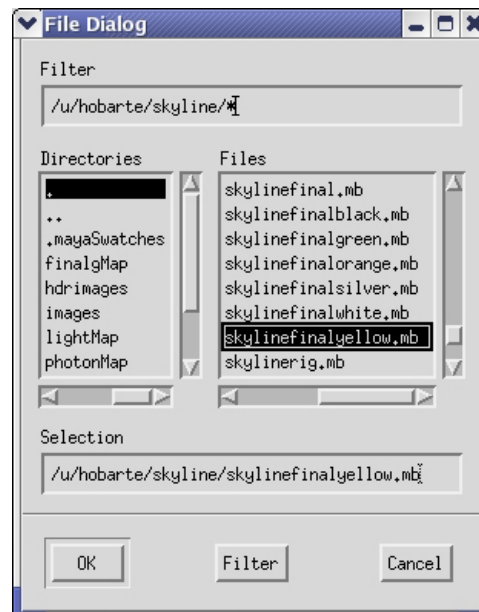 File Dialog
Filter
/u/hobarte/skyline/*
Directories
Files
.
..
.mayaSwatches
finalgMap
hdrimages
images
lightMap
photonMap
skylinefinal.mb
skylinefinalblack.mb
skylinefinalgreen.mb
skylinefinalorange.mb
skylinefinalsilver.mb
skylinefinalwhite.mb
skylinefinalyellow.mb
skylinerig.mb
Selection
/u/hobarte/skyline/skylinefinalyellow.mb
OK
Filter
Cancel